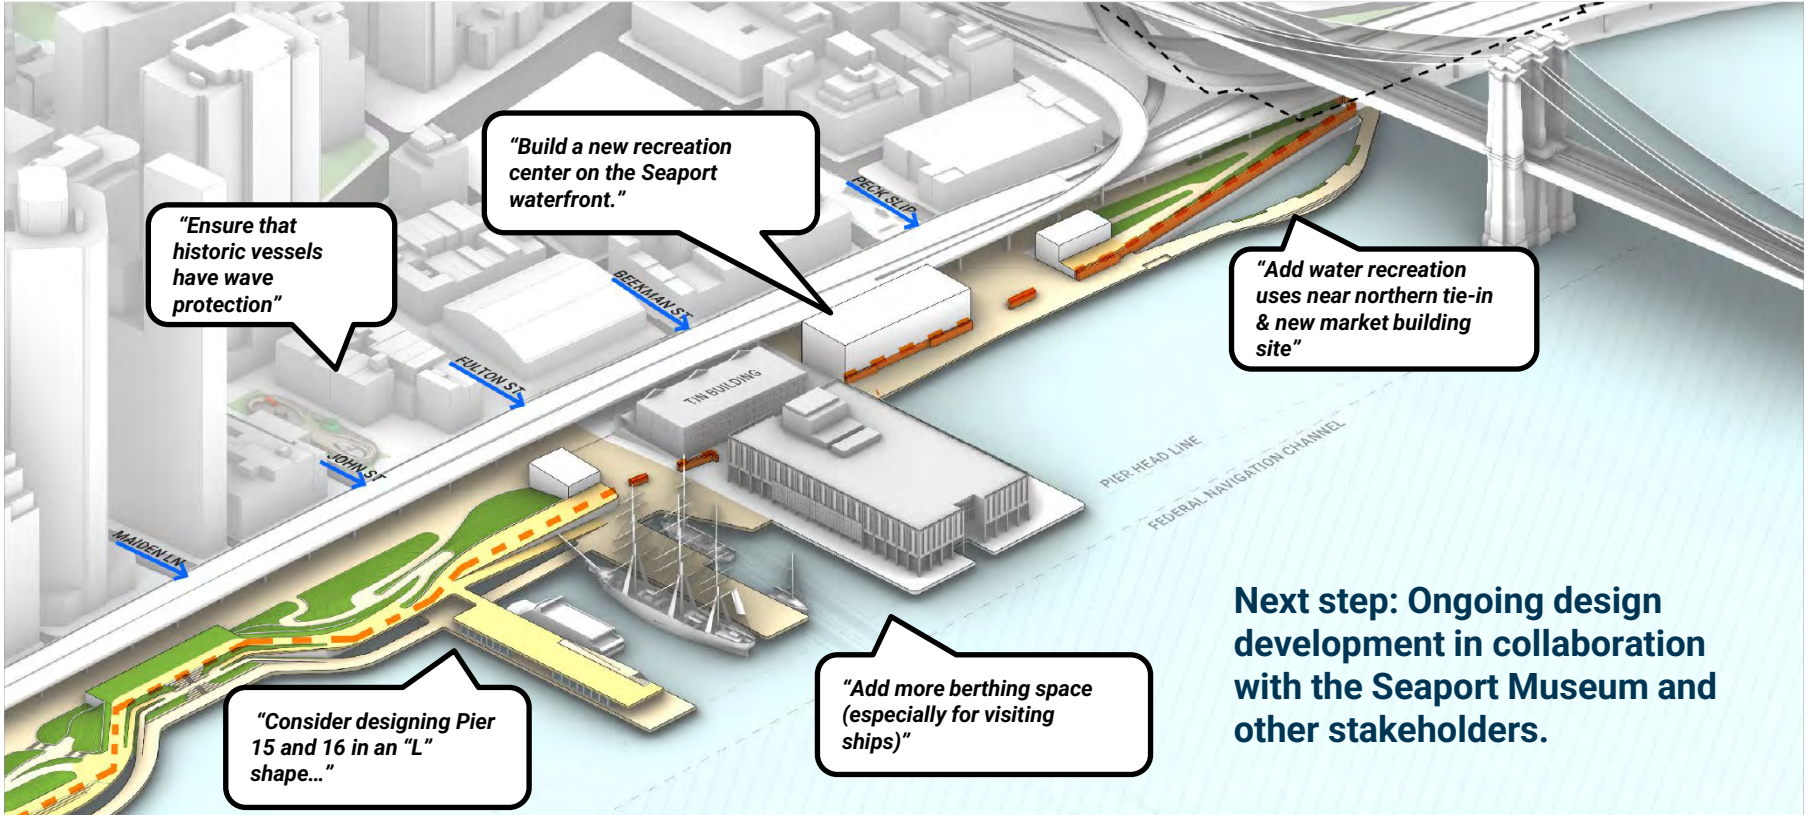 “Build a new recreation
center on the Seaport
waterfront.”
PECK SLIP
“Ensure that
historic vessels
have wave
protection”
BEEKMAN ST
“Add water recreation
uses near northern tie-in
& new market building
site”
FULTON ST
TIN BUILDING
JOHN ST
PIER HEAD LINE
FEDERAL NAVIGATION CHANNEL
MAIDEN LN
Next step: Ongoing design
development in collaboration
with the Seaport Museum and
other stakeholders.
“Add more berthing space
(especially for visiting
ships)”
“Consider designing Pier
15 and 16 in an “L”
shape…”